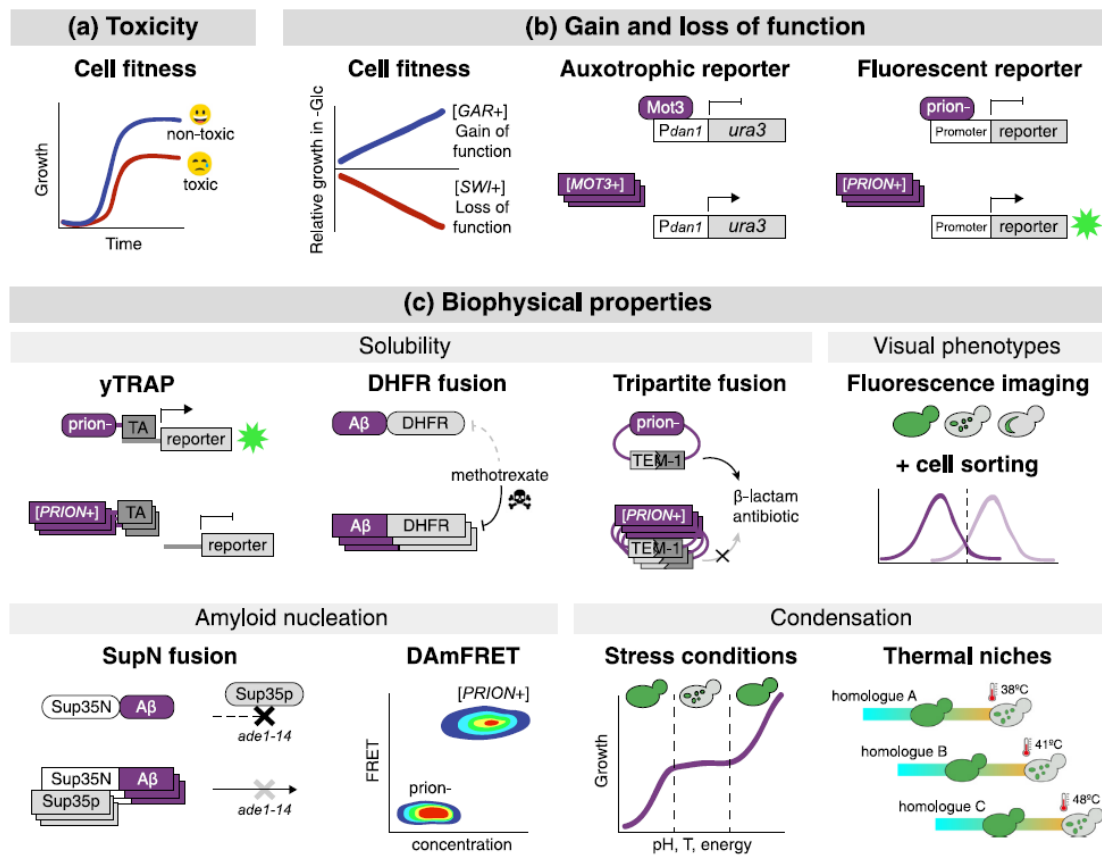 (a) Toxicity
Cell fitness
Growth
non-toxic
toxic
Time
(b) Gain and loss of function
Cell fitness
Relative growth in -Glc
[GAR+]
Gain of
function
[SWI+]
Loss of
function
Auxotrophic reporter
Mot3
Pdan1 ura3
[MOT3+]
Pdan1 ura3
Fluorescent reporter
prion-
Promoter reporter
[PRION+]
Promoter reporter
(c) Biophysical properties
Solubility
yTRAP
prion- TA
reporter
[PRION+] TA
reporter
DHFR fusion
Aβ DHFR
methotrexate
Aβ DHFR
Tripartite fusion
prion-
TEM-1
β-lactam
antibiotic
[PRION+]
TEM-1
Visual phenotypes
Fluorescence imaging
+ cell sorting
Amyloid nucleation
SupN fusion
Sup35N Aβ
Sup35p
ade1-14
Sup35N Aβ
Sup35p
ade1-14
DAmFRET
FRET
[PRION+]
prion-
concentration
Condensation
Stress conditions
Growth
pH, T, energy
Thermal niches
homologue A
38ºC
homologue B
41ºC
homologue C
48ºC